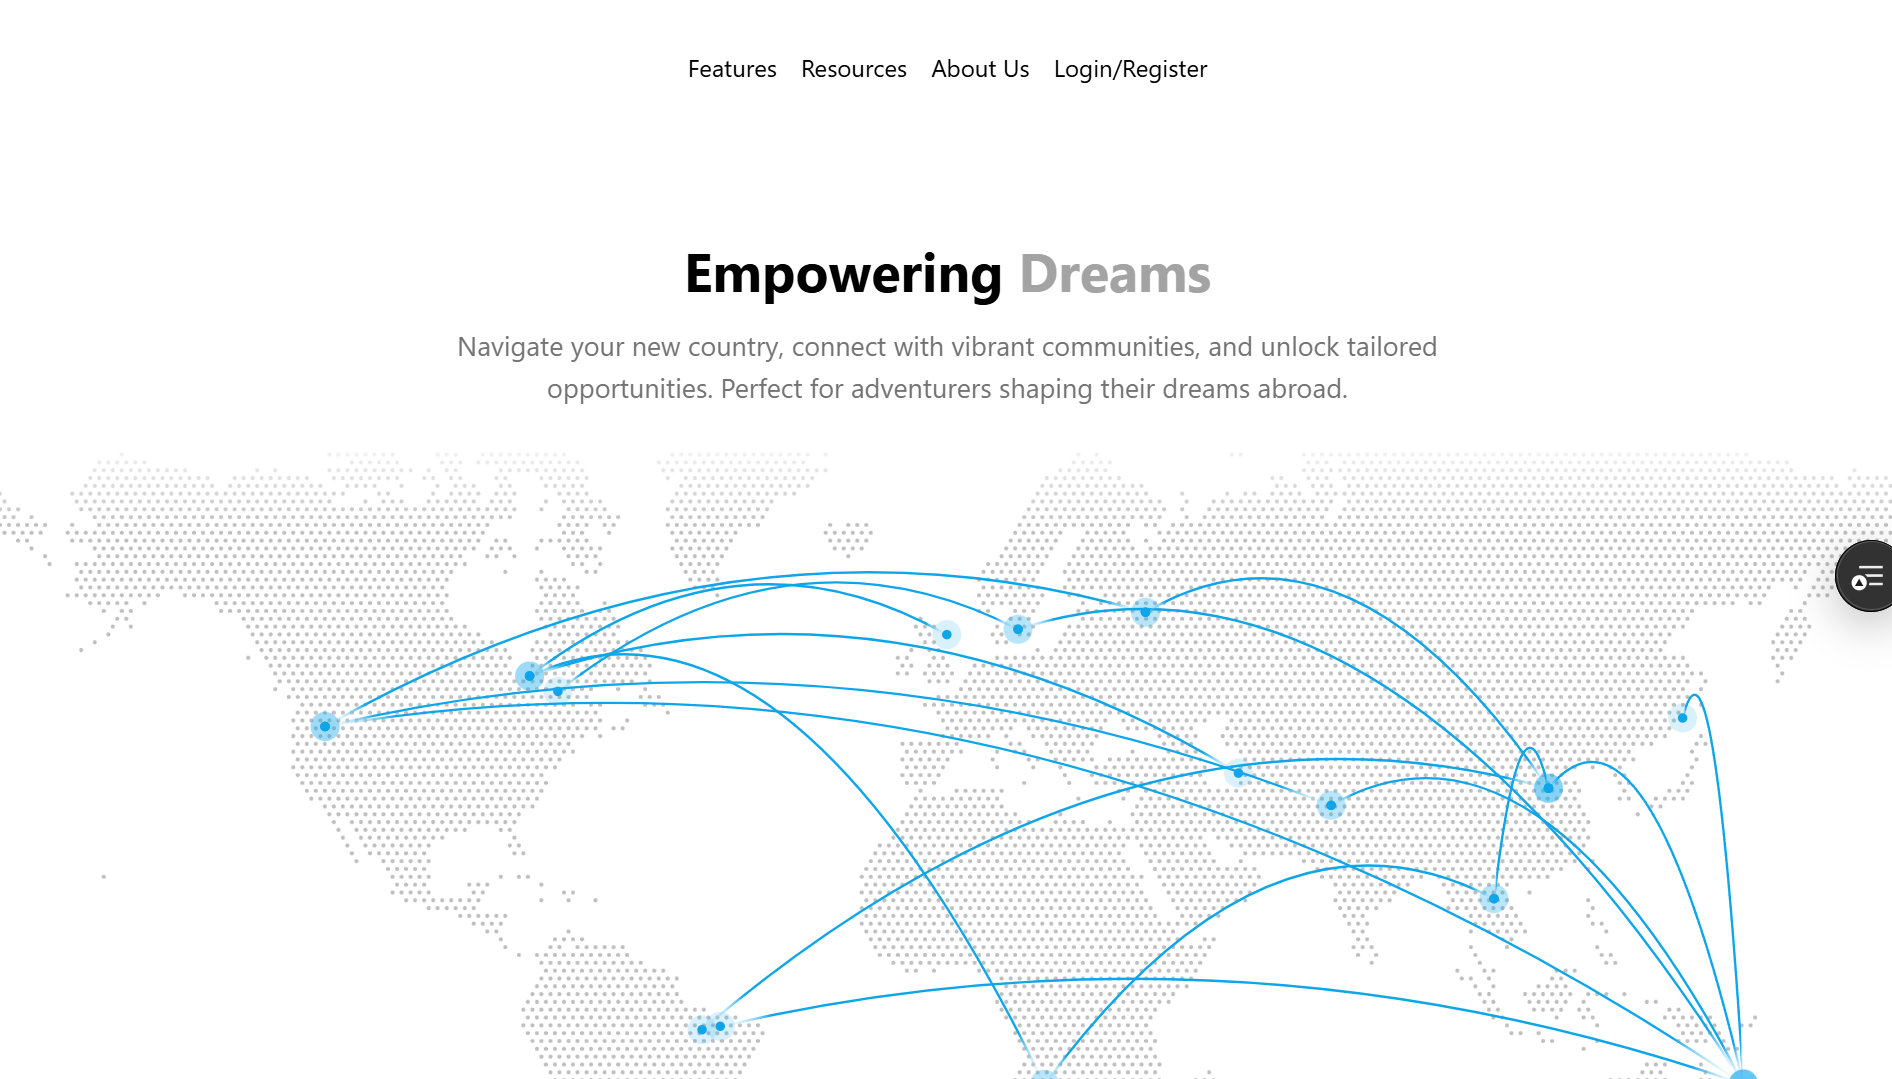 Features Resources About Us Login/Register
Empowering Dreams
Navigate your new country, connect with vibrant communities, and unlock tailored
opportunities. Perfect for adventurers shaping their dreams abroad.